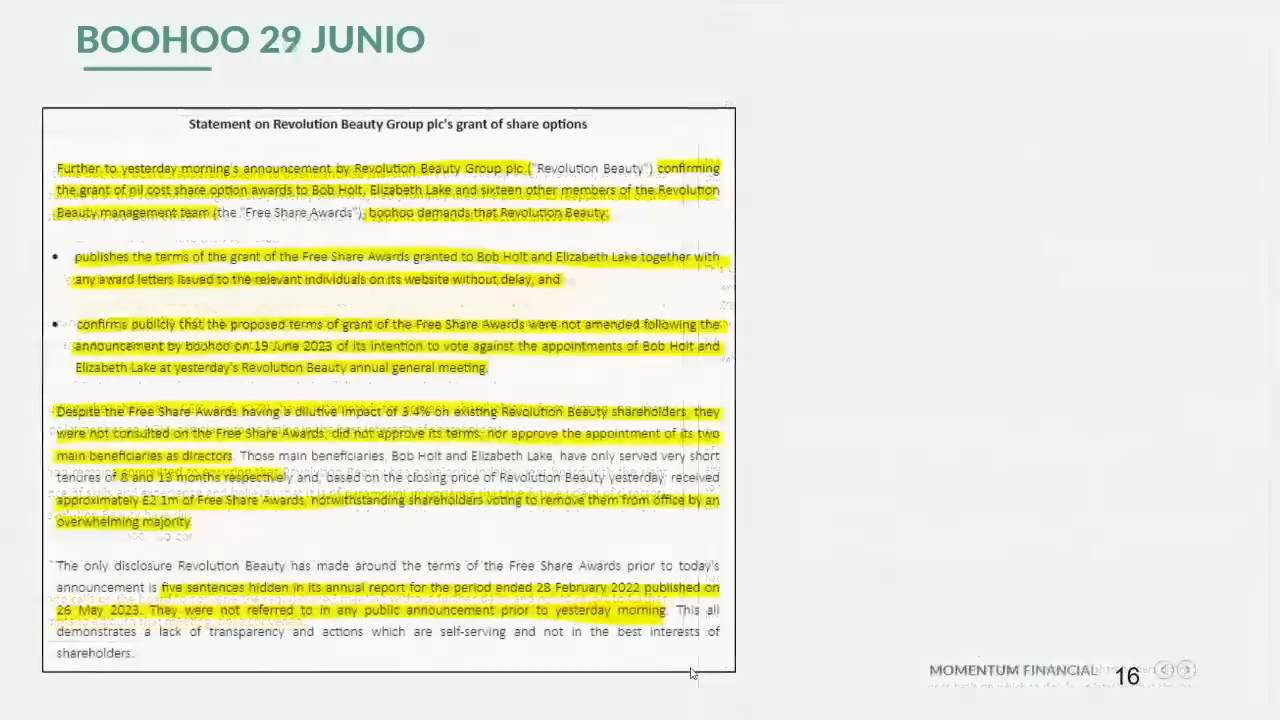 BOOHOO 29 JUNIO
Statement on Revolution Beauty Group plc's grant of share options
Further to yesterday morning's announcement by Revolution Beauty Group plc ("Revolution Beauty") confirming
the grant of nil cost share option awards to Bob Holt, Elizabeth Lake and sixteen other members of the Revolution
Beauty management team (the "Free Share Awards"), boohoo demands that Revolution Beauty:
• publishes the terms of the grant of the Free Share Awards granted to Bob Holt and Elizabeth Lake together with
any award letters issued to the relevant individuals on its website without delay, and
• confirms publicly that the proposed terms of grant of the Free Share Awards were not amended following the
announcement by boohoo on 19 June 2023 of its intention to vote against the appointments of Bob Holt and
Elizabeth Lake at yesterday's Revolution Beauty annual general meeting.
Despite the Free Share Awards having a dilutive impact of 3.4% on existing Revolution Beauty shareholders, they
were not consulted on the Free Share Awards, did not approve its terms, nor approve the appointment of its two
main beneficiaries as directors. Those main beneficiaries, Bob Holt and Elizabeth Lake, have only served very short
tenures of 8 and 13 months respectively and, based on the closing price of Revolution Beauty yesterday, received
approximately £2.1m of Free Share Awards, notwithstanding shareholders voting to remove them from office by an
overwhelming majority.
The only disclosure Revolution Beauty has made around the terms of the Free Share Awards prior to today's
announcement is five sentences hidden in its annual report for the period ended 28 February 2022 published on
26 May 2023. They were not referred to in any public announcement prior to yesterday morning. This all
demonstrates a lack of transparency and actions which are self-serving and not in the best interests of
shareholders.
MOMENTUM FINANCIAL 16